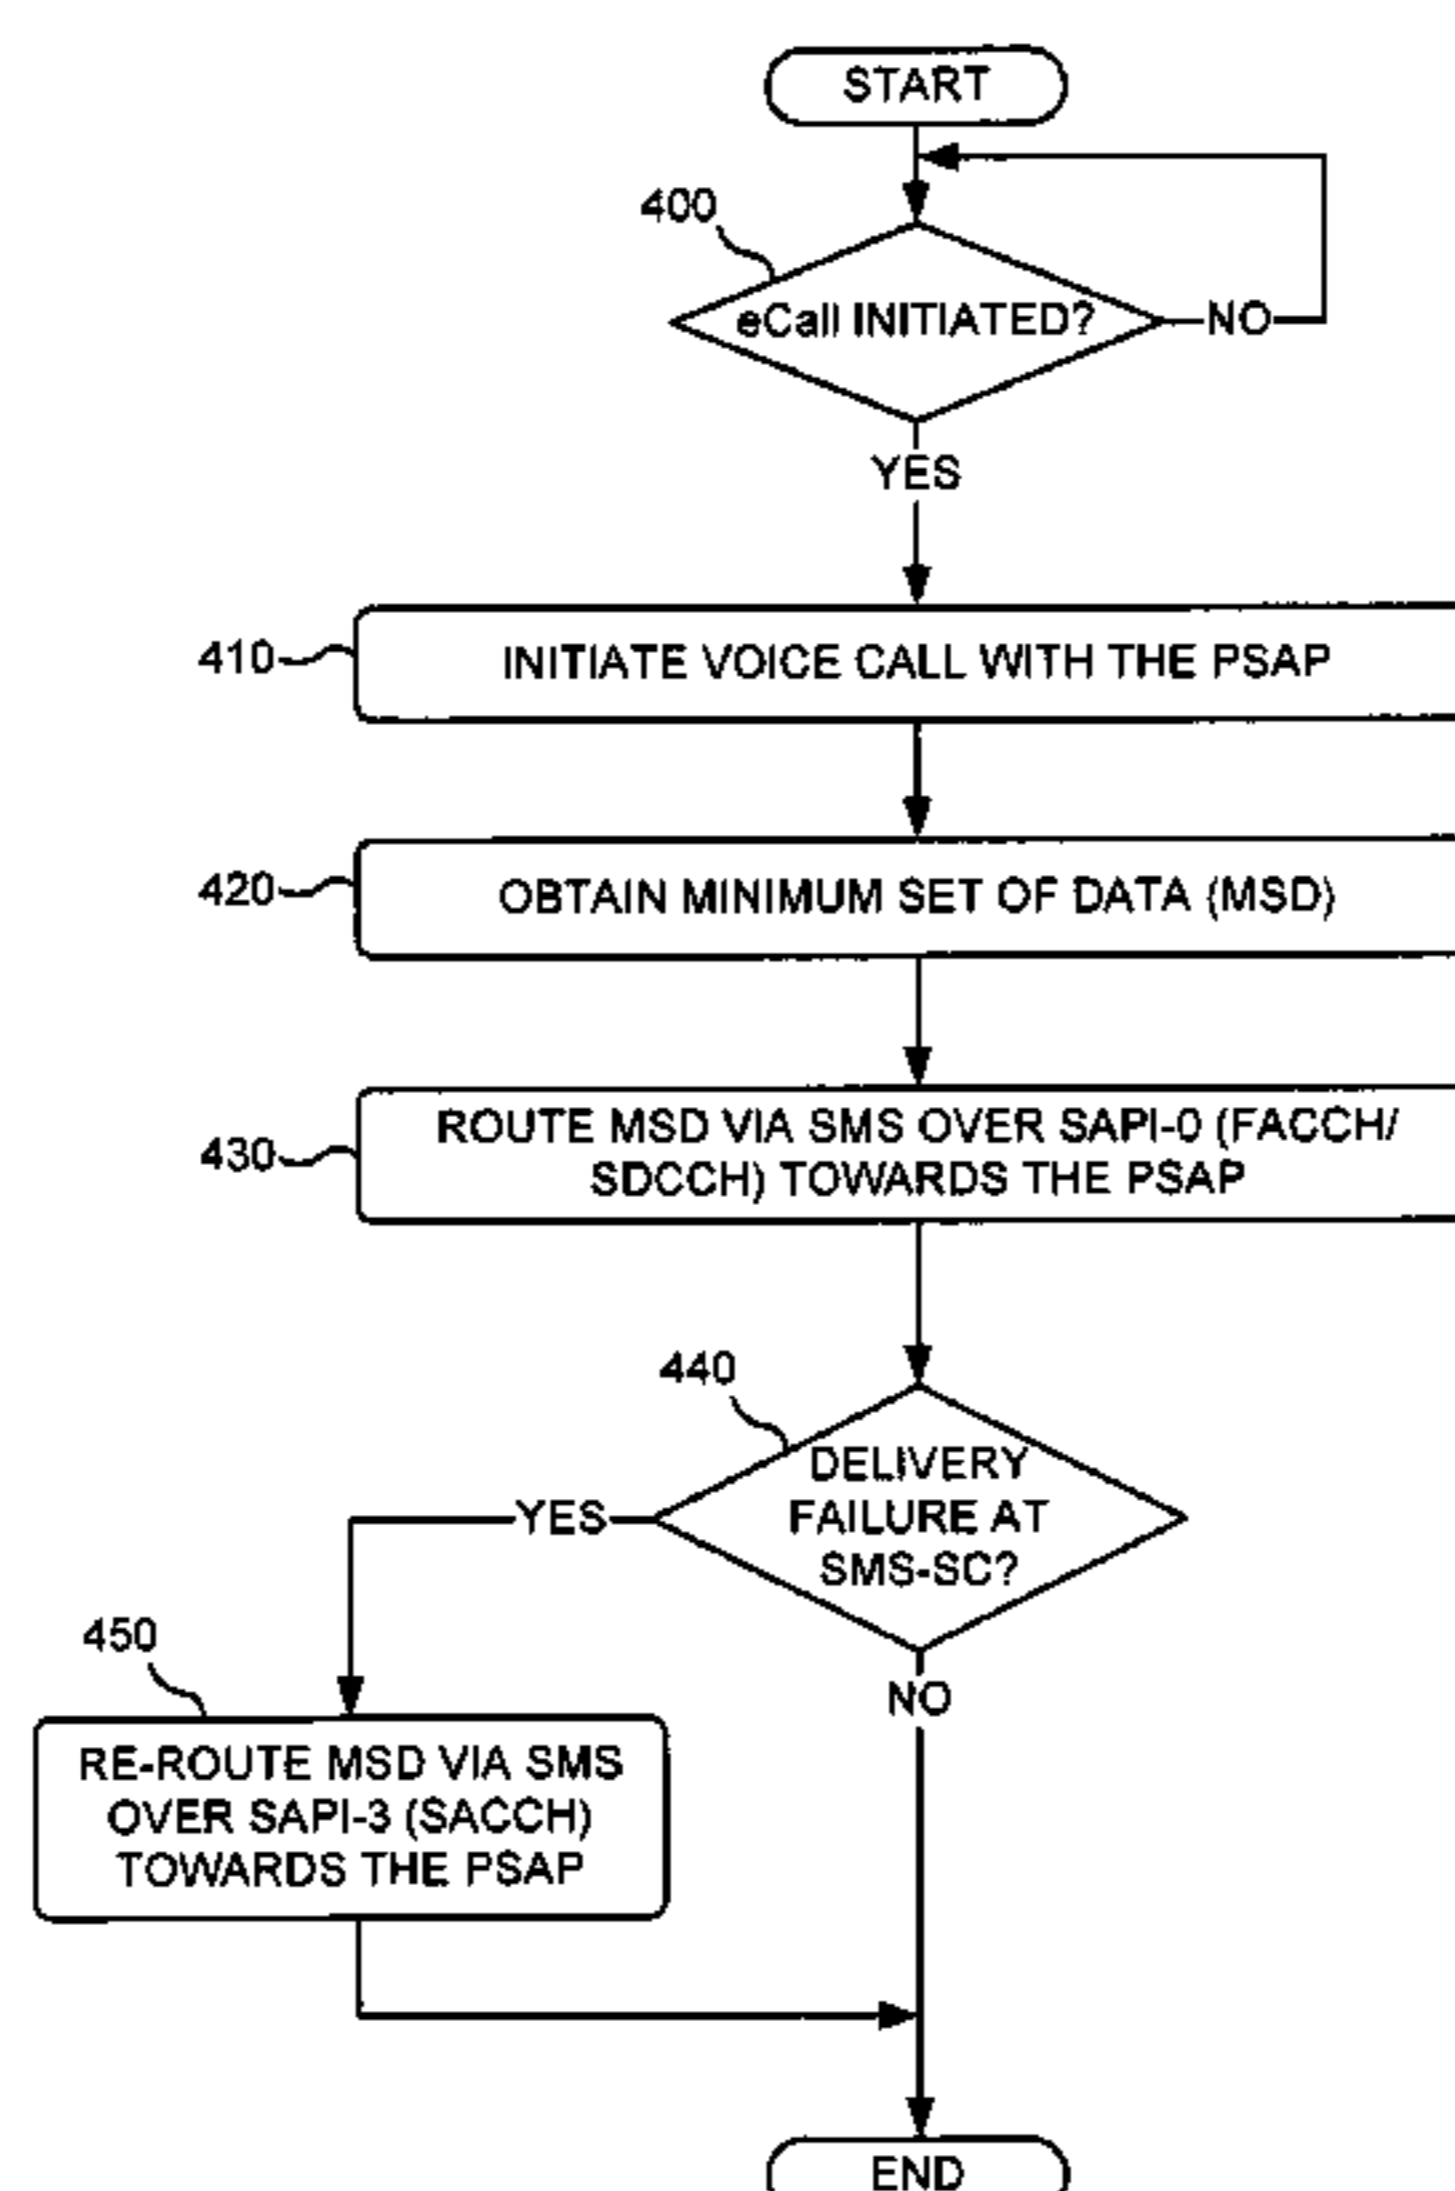 START
400
eCall INITIATED?
NO
YES
410
INITIATE VOICE CALL WITH THE PSAP
420
OBTAIN MINIMUM SET OF DATA (MSD)
430
ROUTE MSD VIA SMS OVER SAPI-0 (FACCH/
SDCCH) TOWARDS THE PSAP
440
DELIVERY
FAILURE AT
SMS-SC?
YES
NO
450
RE-ROUTE MSD VIA SMS
OVER SAPI-3 (SACCH)
TOWARDS THE PSAP
END